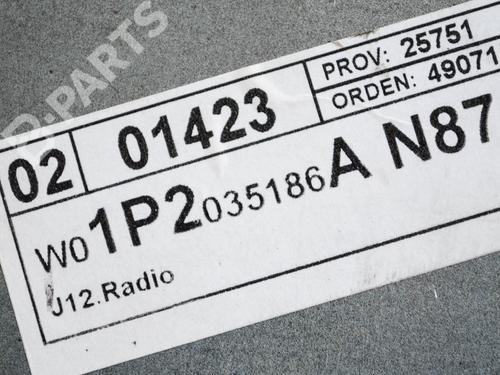 B-PARTS
02 01423 PROV: 25751
ORDEN: 49071
W01P2035186A N87
J12.Radio